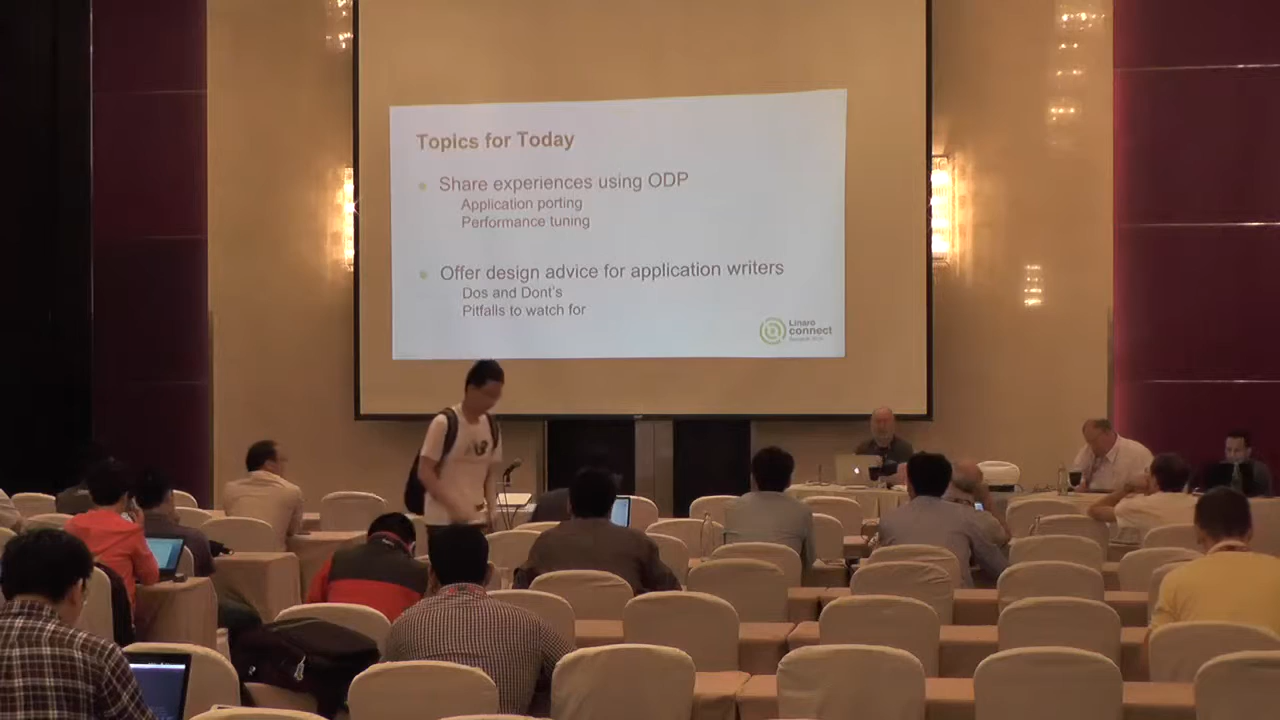 Topics for Today
Share experiences using ODP
Application porting
Performance tuning
Offer design advice for application writers
Dos and Dont's
Pitfalls to watch for
Linaro
connect